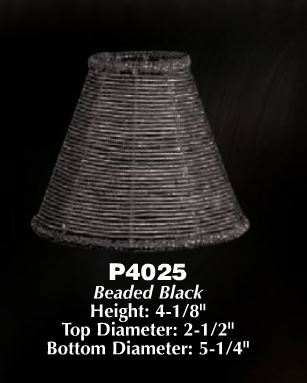 P4025
Beaded Black
Height: 4-1/8"
Top Diameter: 2-1/2"
Bottom Diameter: 5-1/4"